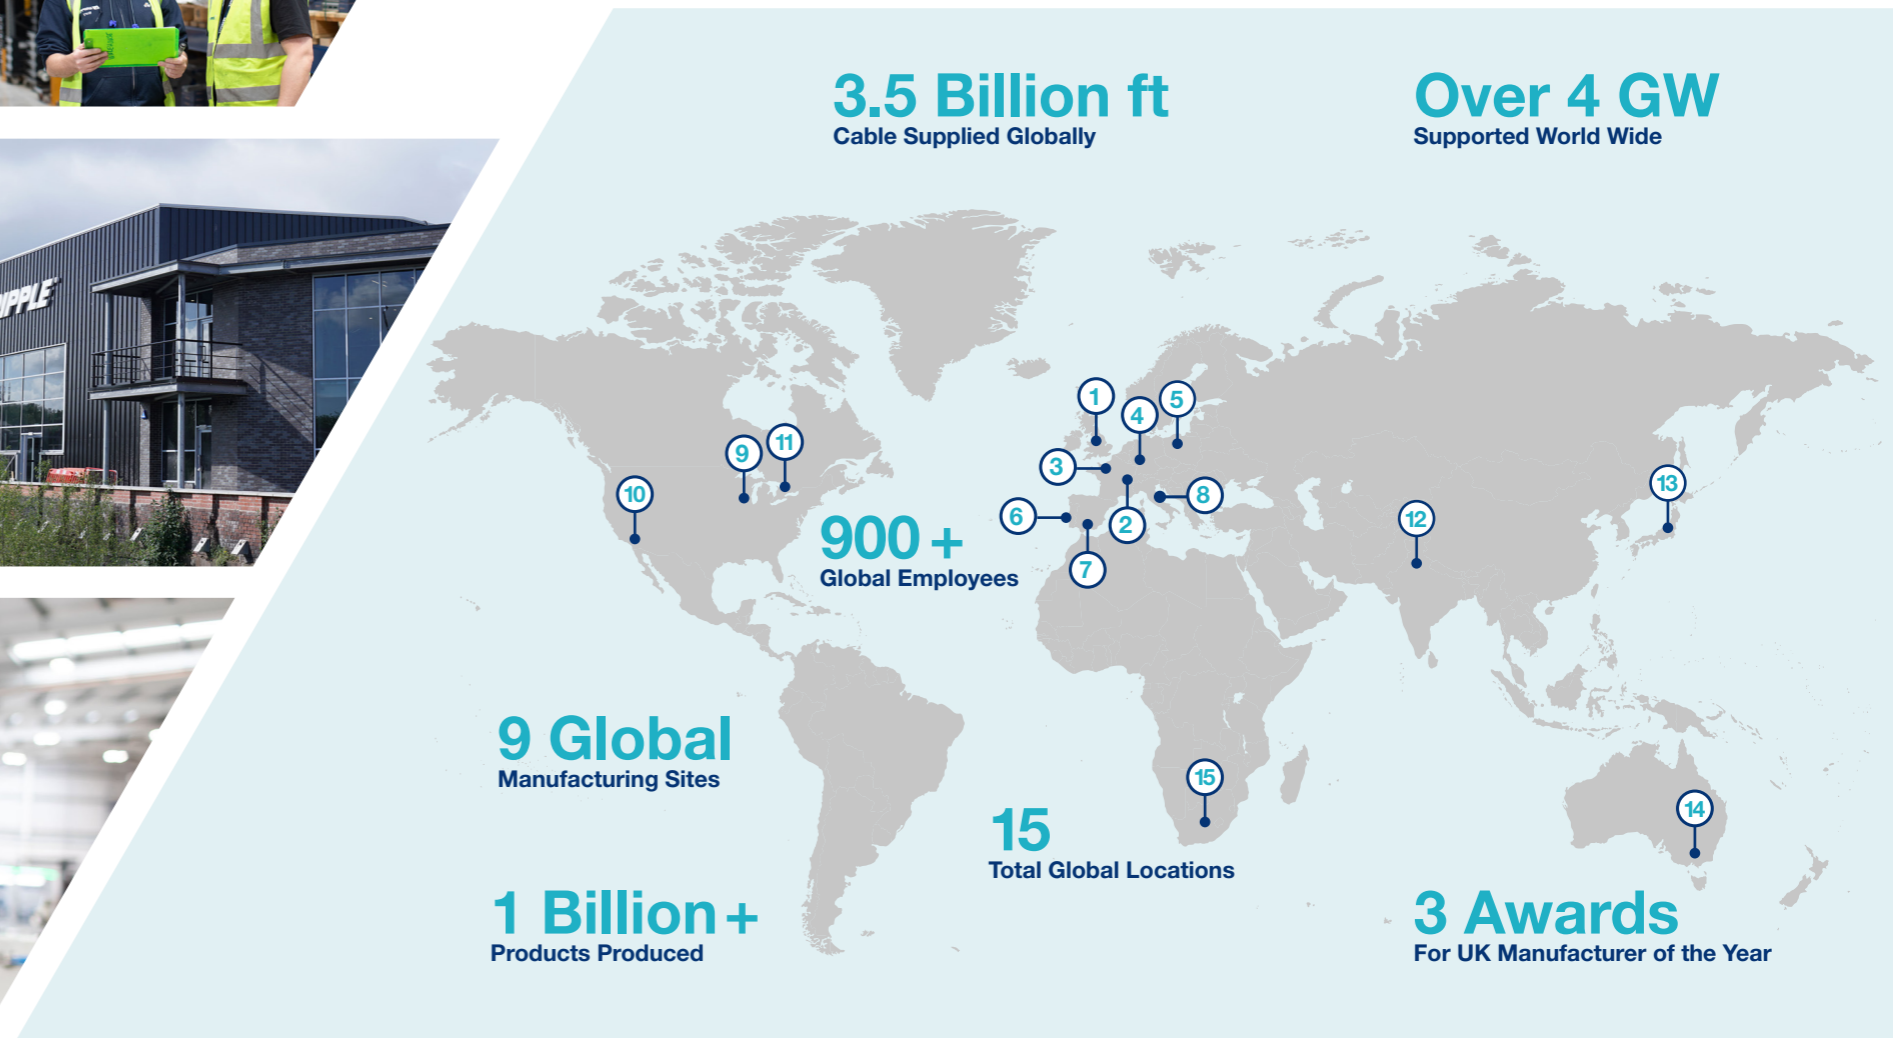 3.5 Billion ft
Cable Supplied Globally
Over 4 GW
Supported World Wide
IPPLE
1
5
4
11
9
3
13
10
8
6
12
2
900 +
Global Employees
7
9 Global
Manufacturing Sites
15
14
15
Total Global Locations
1 Billion +
Products Produced
3 Awards
For UK Manufacturer of the Year